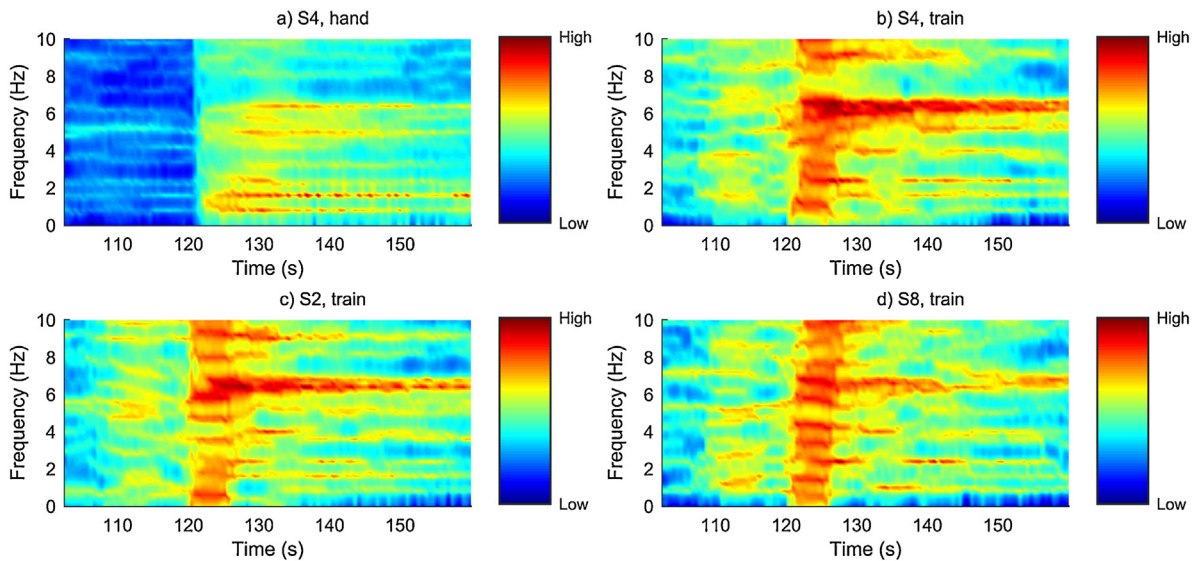 a) S4, hand
Frequency (Hz)
10
8
6
4
2
0
110 120 130 140 150
Time (s)
High
Low
b) S4, train
Frequency (Hz)
10
8
6
4
2
0
110 120 130 140 150
Time (s)
High
Low
c) S2, train
Frequency (Hz)
10
8
6
4
2
0
110 120 130 140 150
Time (s)
High
Low
d) S8, train
Frequency (Hz)
10
8
6
4
2
0
110 120 130 140 150
Time (s)
High
Low